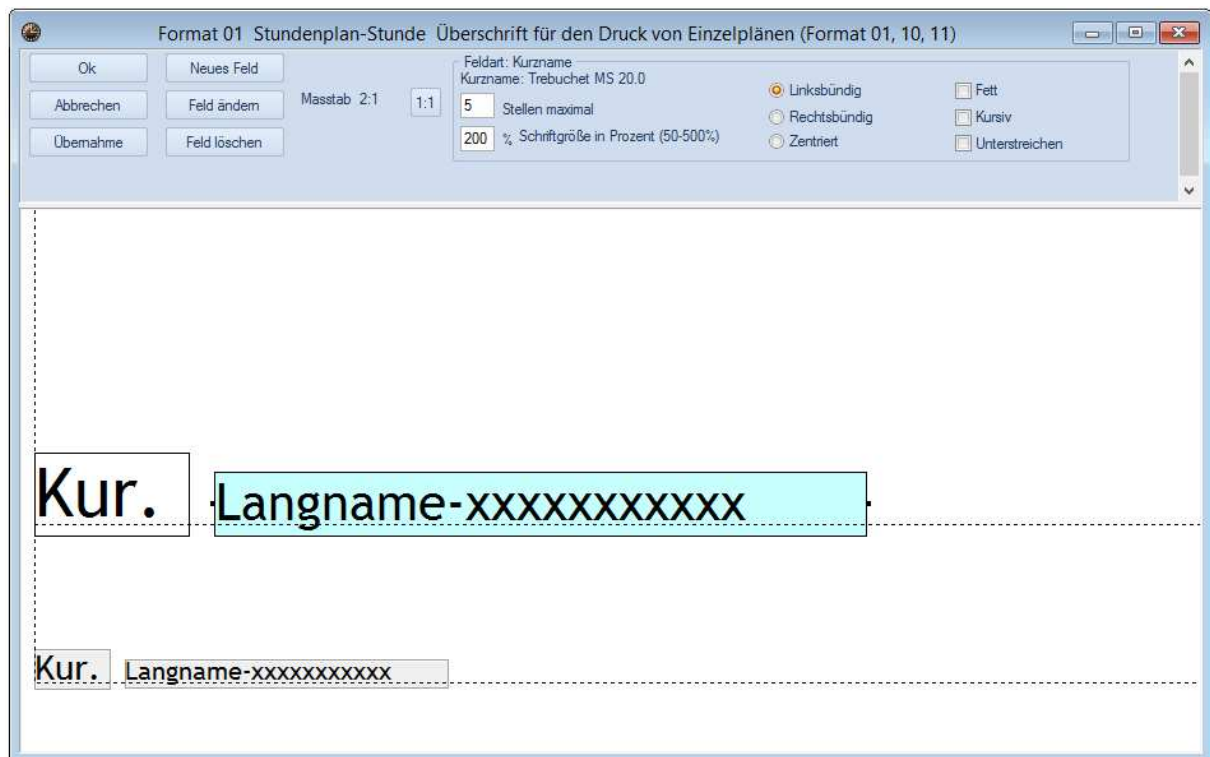 Format 01 Stundenplan-Stunde Überschrift für den Druck von Einzelplänen (Format 01, 10, 11)
Ok
Neues Feld
Abbrechen
Feld ändern
Übernahme
Feld löschen
Masstab 2:1
1:1
Feldart: Kurzname
Kurzname: Trebuchet MS 20.0
5 Stellen maximal
200 % Schriftgröße in Prozent (50-500%)
Linksbündig
Rechtsbündig
Zentriert
Fett
Kursiv
Unterstreichen
Kur. Langname-xxxxxxxxxxx
Kur. Langname-xxxxxxxxxxx